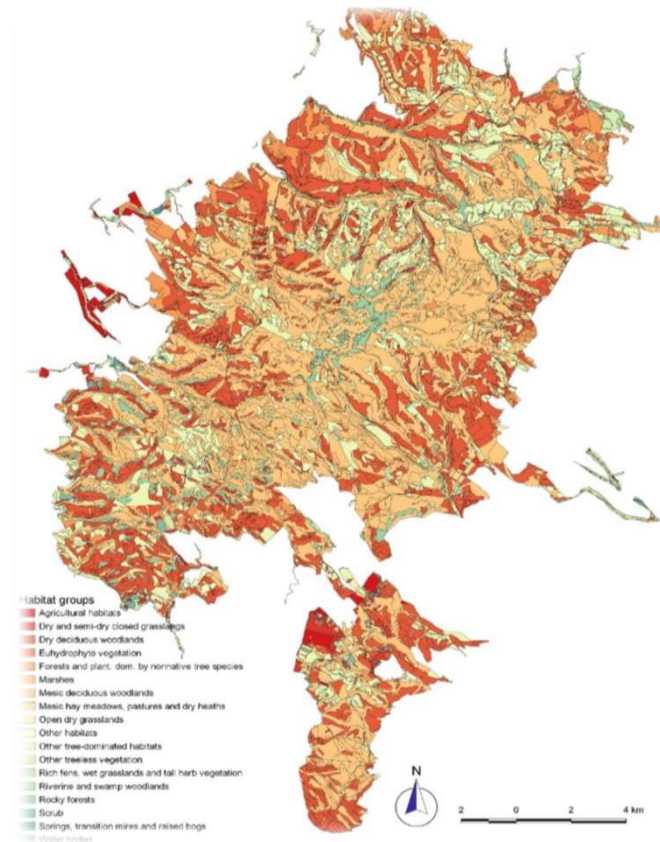 Habitat groups
Agricultural habitats
Dry and semi-dry closed grasslands
Dry deciduous woodlands
Euhydrophyte vegetation
Forests and plant. dom. by nonnative tree species
Marshes
Mesic deciduous woodlands
Mesic hay meadows, pastures and dry heaths
Open dry grasslands
Other habitats
Other tree-dominated habitats
Other treeless vegetation
Rich fens, wet grasslands and tall herb vegetation
Riverine and swamp woodlands
Rocky forests
Scrub
Springs, transition mires and raised bogs
Water bodies
N
2 0 2 4 km